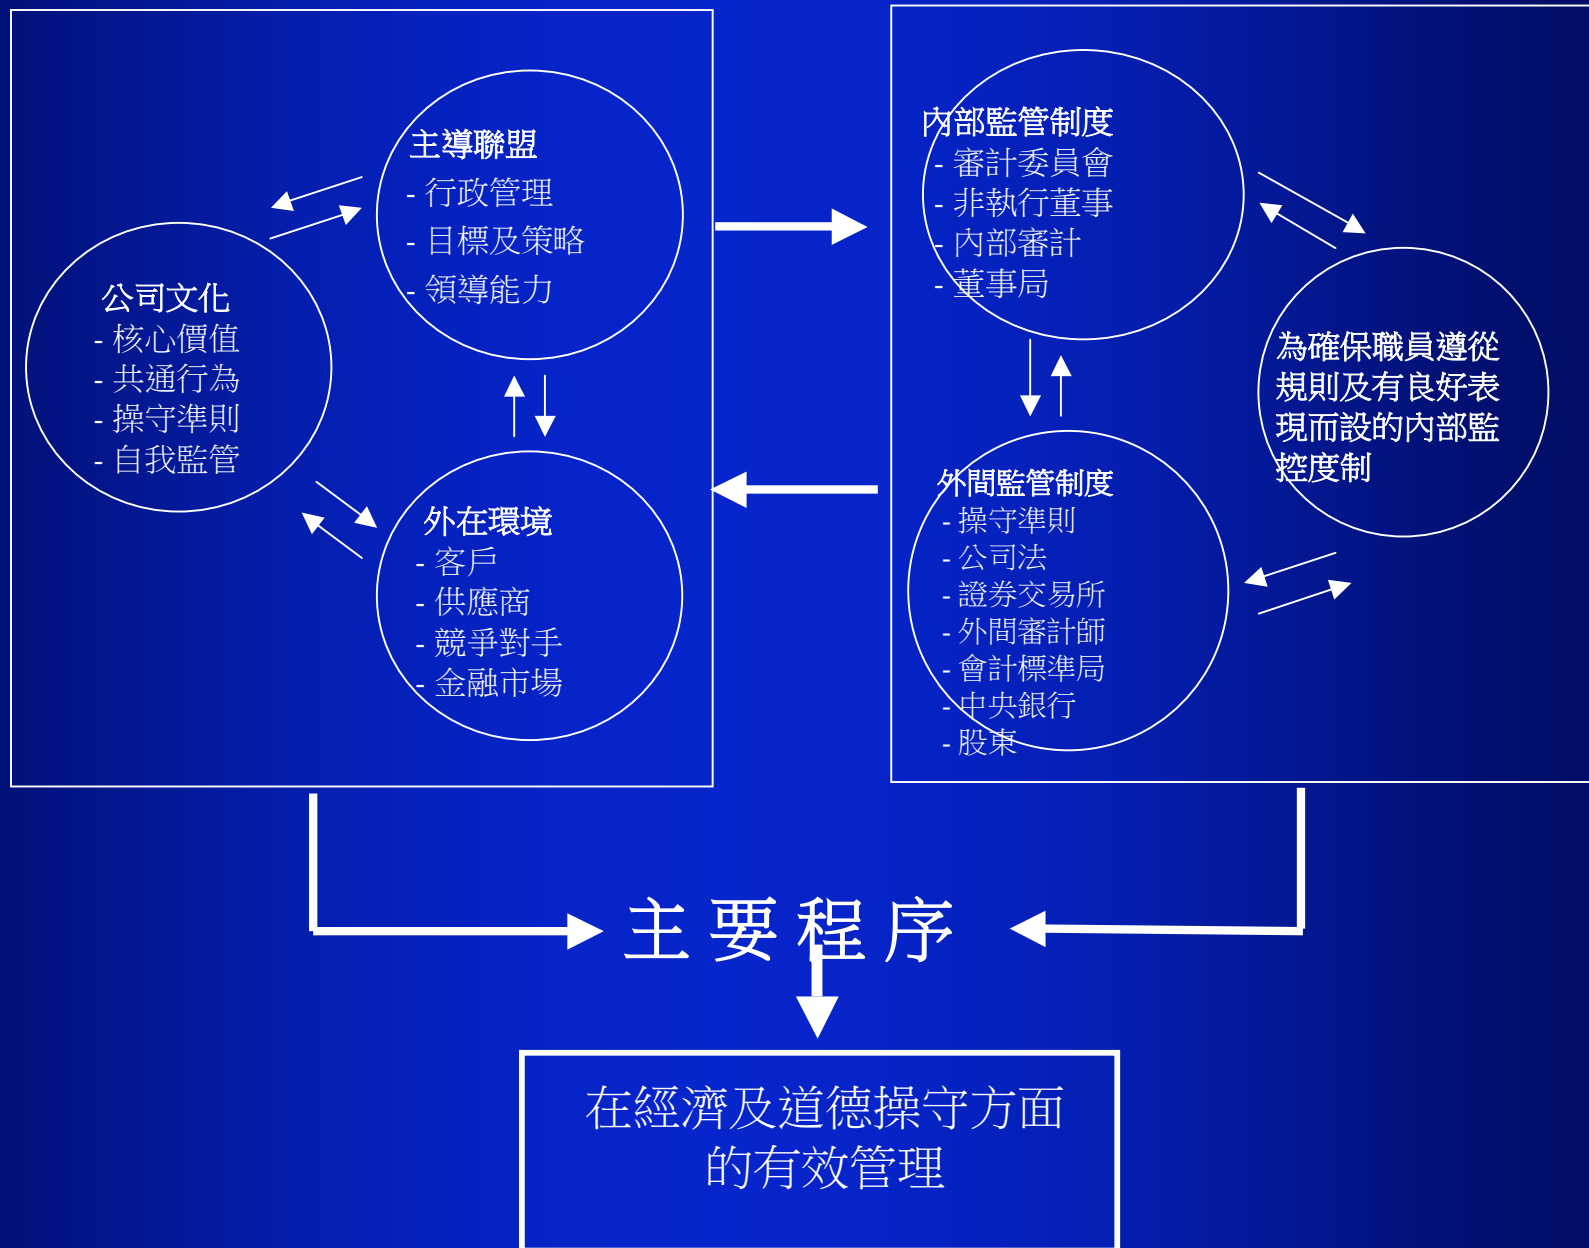 主導聯盟
- 行政管理
- 目標及策略
- 領導能力
公司文化
- 核心價值
- 共通行為
- 操守準則
- 自我監管
外在環境
- 客戶
- 供應商
- 競爭對手
- 金融市場
內部監管制度
- 審計委員會
- 非執行董事
- 內部審計
- 董事局
為確保職員遵從
規則及有良好表
現而設的內部監
控度制
外間監管制度
- 操守準則
- 公司法
- 證券交易所
- 外間審計師
- 會計標準局
- 中央銀行
- 股東
主要程序
在經濟及道德操守方面
的有效管理